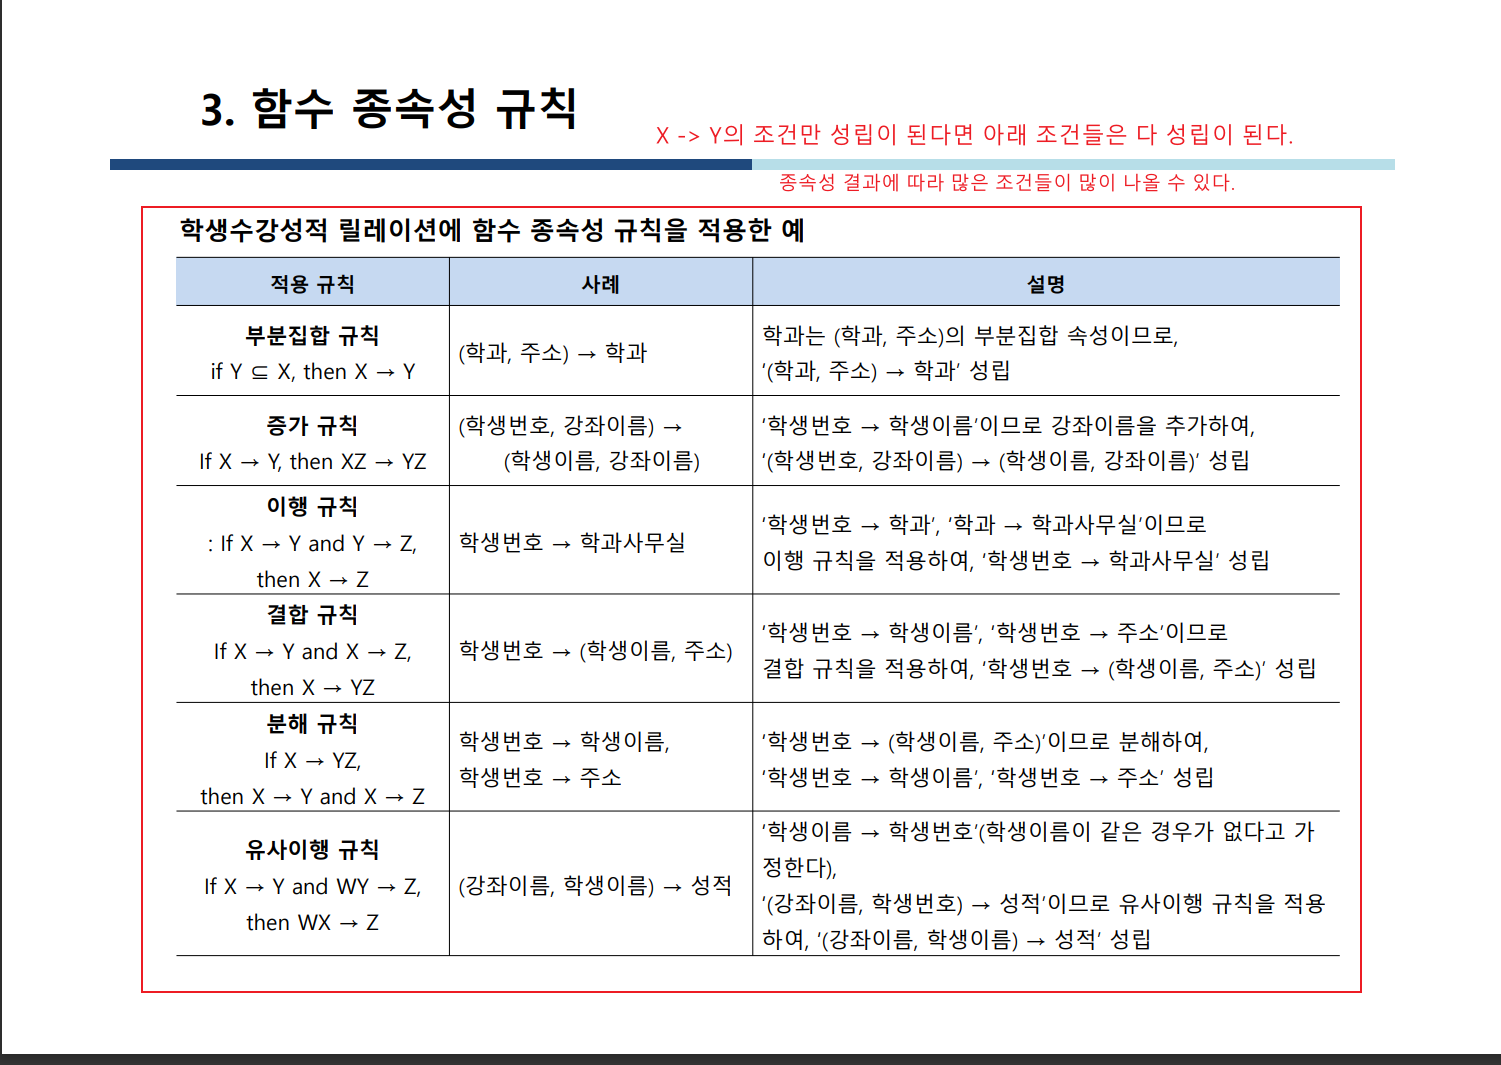 3. 함수 종속성 규칙
X -> Y의 조건만 성립이 된다면 아래 조건들은 다 성립이 된다.
종속성 결과에 따라 많은 조건들이 많이 나올 수 있다.
학생수강성적 릴레이션에 함수 종속성 규칙을 적용한 예
적용 규칙
사례
설명
부분집합 규칙
if Y ⊆ X, then X → Y
(학과, 주소) → 학과
학과는 (학과, 주소)의 부분집합 속성이므로,
'(학과, 주소) → 학과' 성립
증가 규칙
If X → Y, then XZ → YZ
(학생번호, 강좌이름) →
(학생이름, 강좌이름)
'학생번호 → 학생이름'이므로 강좌이름을 추가하여,
'(학생번호, 강좌이름) → (학생이름, 강좌이름)' 성립
이행 규칙
: If X → Y and Y → Z,
then X → Z
학생번호 → 학과사무실
'학생번호 → 학과', '학과 → 학과사무실'이므로
이행 규칙을 적용하여, '학생번호 → 학과사무실' 성립
결합 규칙
If X → Y and X → Z,
then X → YZ
학생번호 → (학생이름, 주소)
'학생번호 → 학생이름', '학생번호 → 주소'이므로
결합 규칙을 적용하여, '학생번호 → (학생이름, 주소)' 성립
분해 규칙
If X → YZ,
then X → Y and X → Z
학생번호 → 학생이름,
학생번호 → 주소
'학생번호 → (학생이름, 주소)'이므로 분해하여,
'학생번호 → 학생이름', '학생번호 → 주소' 성립
유사이행 규칙
If X → Y and WY → Z,
then WX → Z
(강좌이름, 학생이름) → 성적
'학생이름 → 학생번호'(학생이름이 같은 경우가 없다고 가
정한다),
'(강좌이름, 학생번호) → 성적'이므로 유사이행 규칙을 적용
하여, '(강좌이름, 학생이름) → 성적' 성립